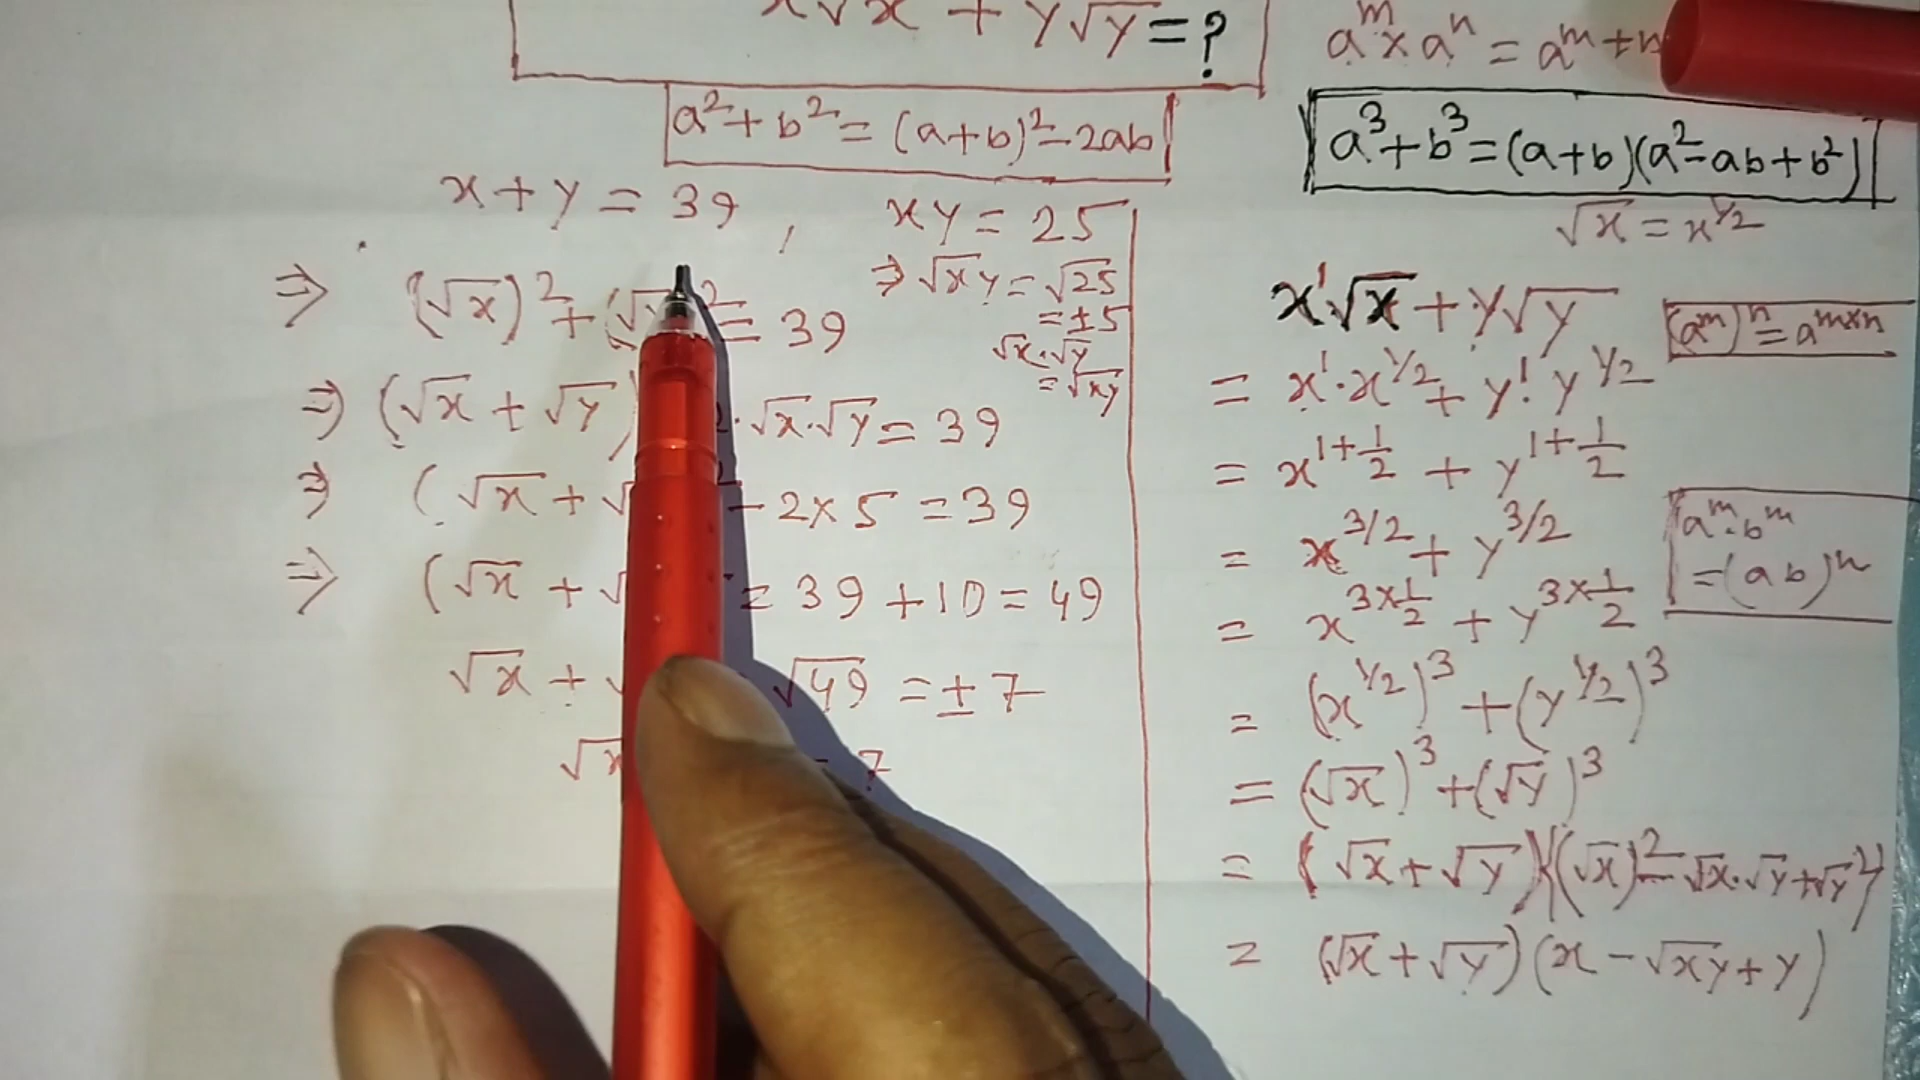 x√x + y√y = ?
a² + b² = (a+b)² - 2ab
x + y = 39 , xy = 25
⇒ √xy = √25
= ±5
√x·√y
= √xy
⇒ (√x)² + (√y)² = 39
⇒ (√x + √y) 2·√x·√y = 39
⇒ (√x + √ ² - 2×5 = 39
⇒ (√x + √ = 39 + 10 = 49
√x + √49 = ±7
√x = 7
aᵐ × aⁿ = aᵐ⁺ⁿ
a³ + b³ = (a+b)(a² - ab + b²)
√x = x^1/2
x¹√x + y√y
(aᵐ)ⁿ = aᵐˣⁿ
= x¹·x^1/2 + y¹·y^1/2
= x^1+1/2 + y^1+1/2
= x^3/2 + y^3/2
aᵐ·bᵐ
= (ab)ⁿ
= x^3×1/2 + y^3×1/2
= (x^1/2)³ + (y^1/2)³
= (√x)³ + (√y)³
= (√x + √y){(√x)² - √x·√y + √y²}
= (√x + √y)(x - √xy + y)